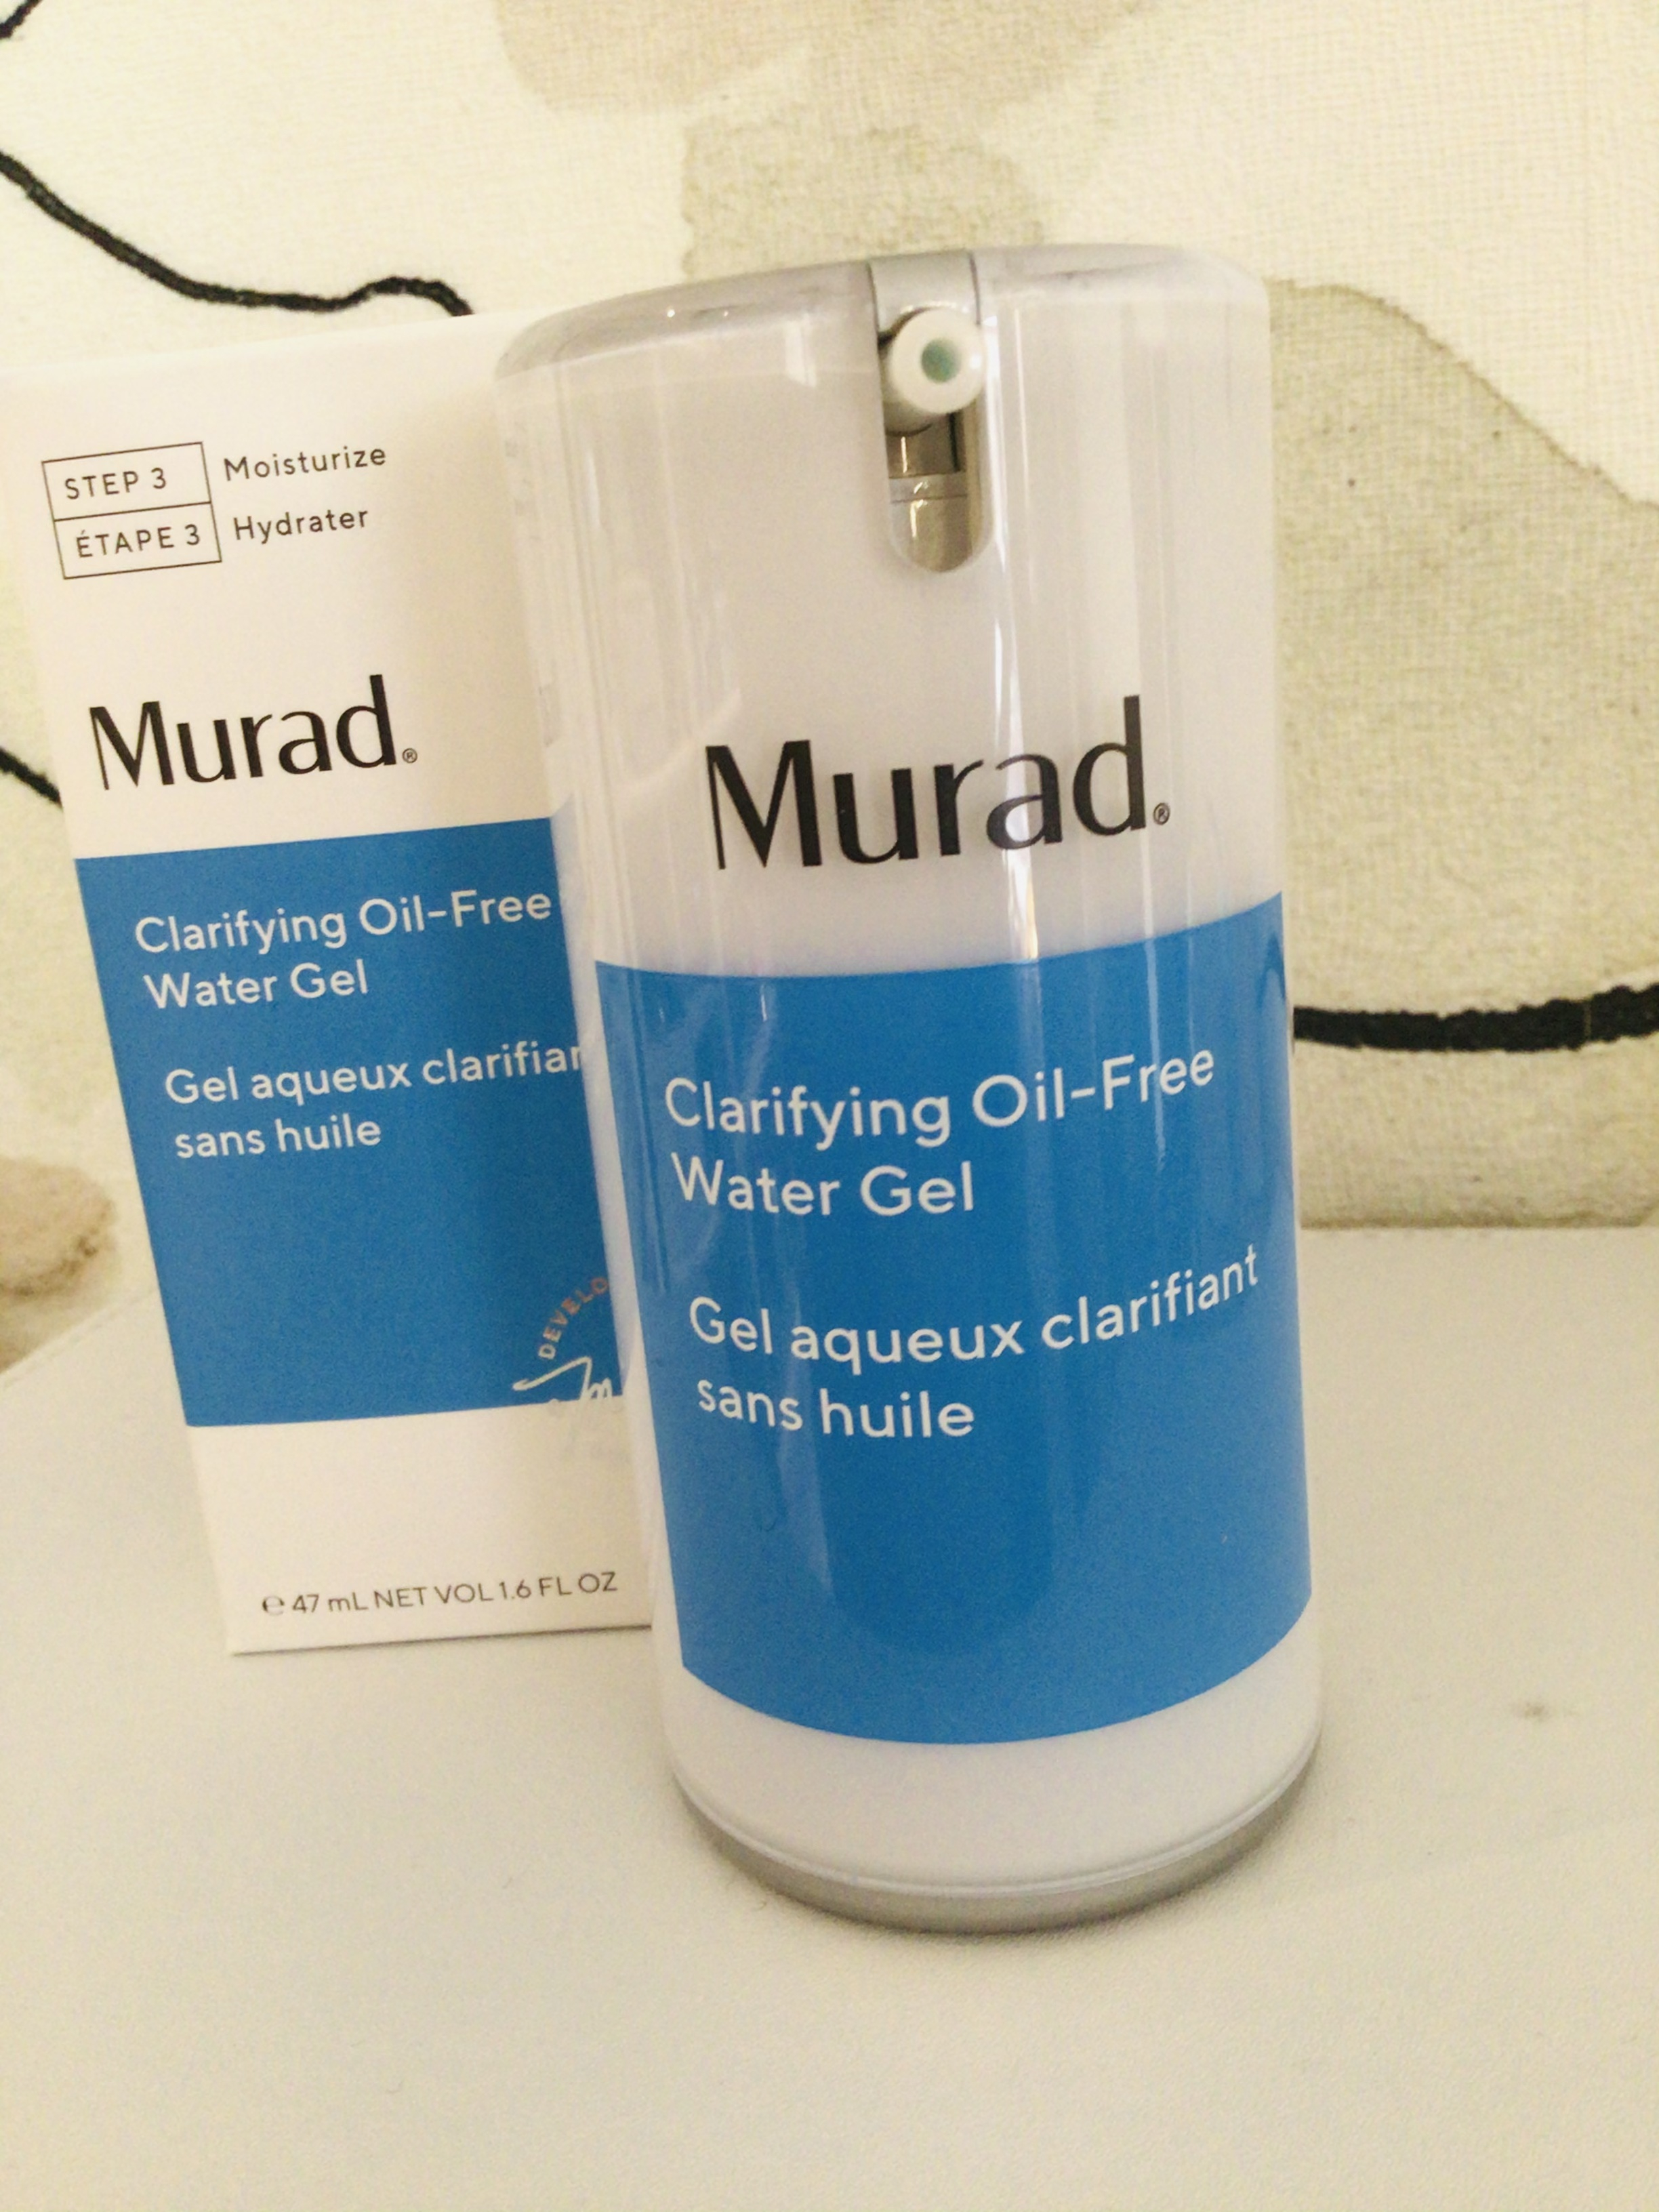 STEP 3 Moisturize
ÉTAPE 3 Hydrater
Murad®
Clarifying Oil-Free
Water Gel
Gel aqueux clarifian
sans huile
DEVELO
℮ 47 mL NET VOL 1.6 FL OZ
Murad®
Clarifying Oil-Free
Water Gel
Gel aqueux clarifiant
sans huile